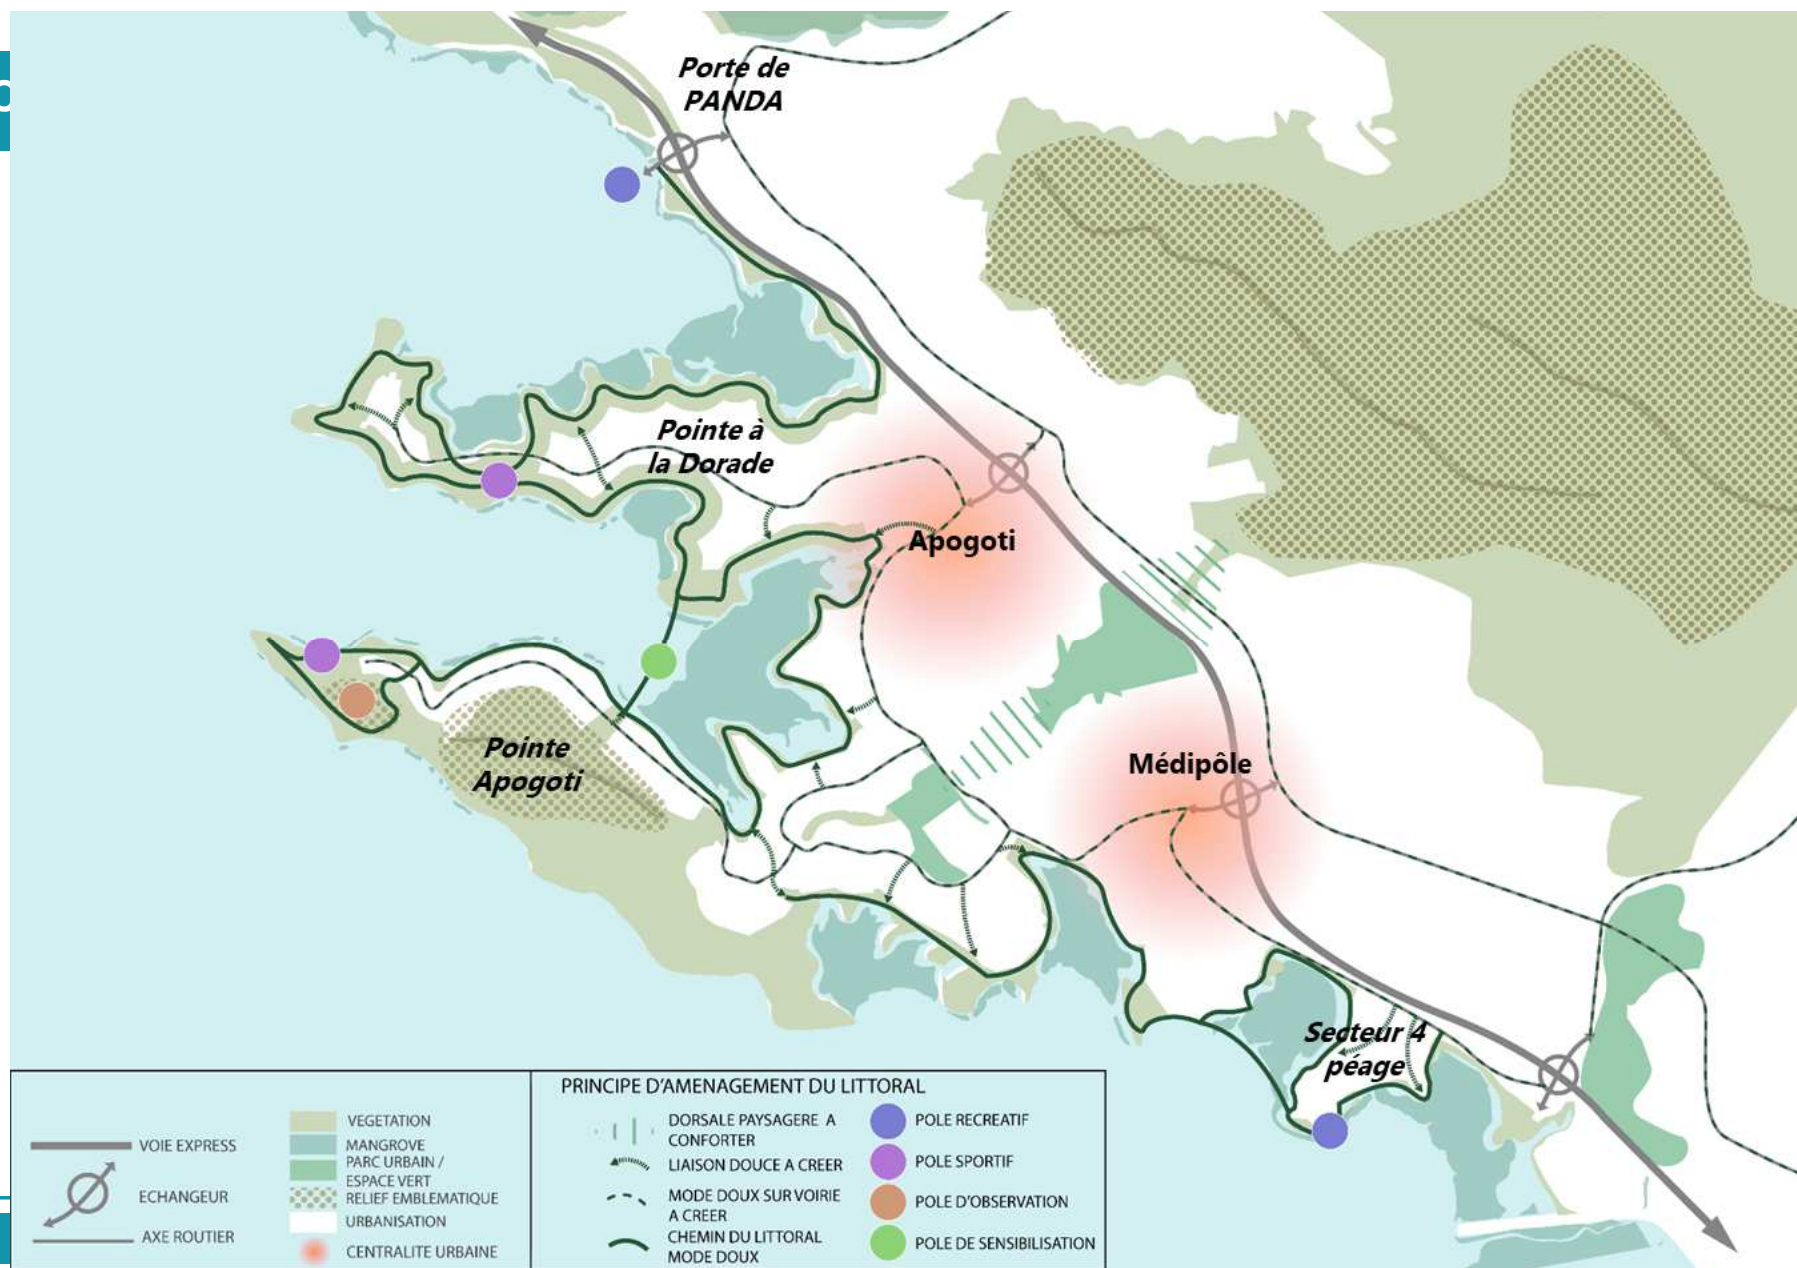 Porte de
PANDA
Pointe à
la Dorade
Apogoti
Pointe
Apogoti
Médipôle
Secteur 4
péage
VOIE EXPRESS
ECHANGEUR
AXE ROUTIER
VEGETATION
MANGROVE
PARC URBAIN /
ESPACE VERT
RELIEF EMBLEMATIQUE
URBANISATION
CENTRALITE URBAINE
PRINCIPE D'AMENAGEMENT DU LITTORAL
DORSALE PAYSAGERE A
CONFORTER
LIAISON DOUCE A CREER
MODE DOUX SUR VOIRIE
A CREER
CHEMIN DU LITTORAL
MODE DOUX
POLE RECREATIF
POLE SPORTIF
POLE D'OBSERVATION
POLE DE SENSIBILISATION